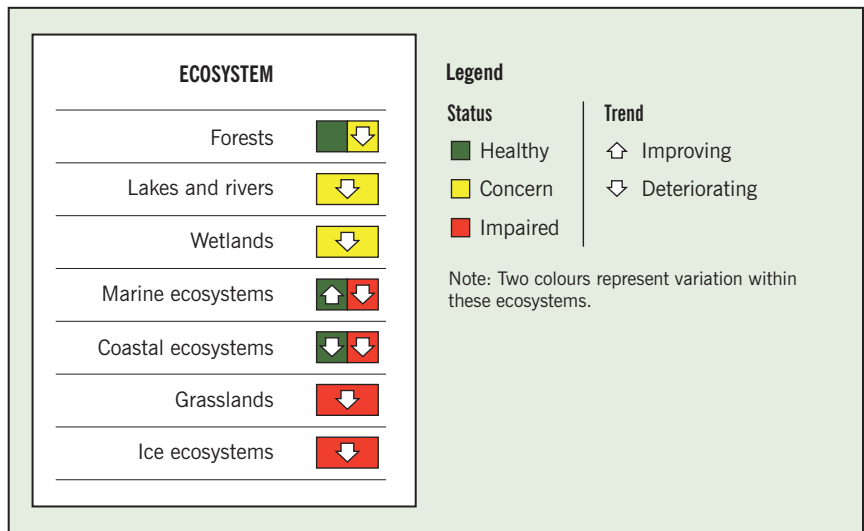 ECOSYSTEM
Forests
Lakes and rivers
Wetlands
Marine ecosystems
Coastal ecosystems
Grasslands
Ice ecosystems
Legend
Status
Healthy
Concern
Impaired
Trend
Improving
Deteriorating
Note: Two colours represent variation within
these ecosystems.